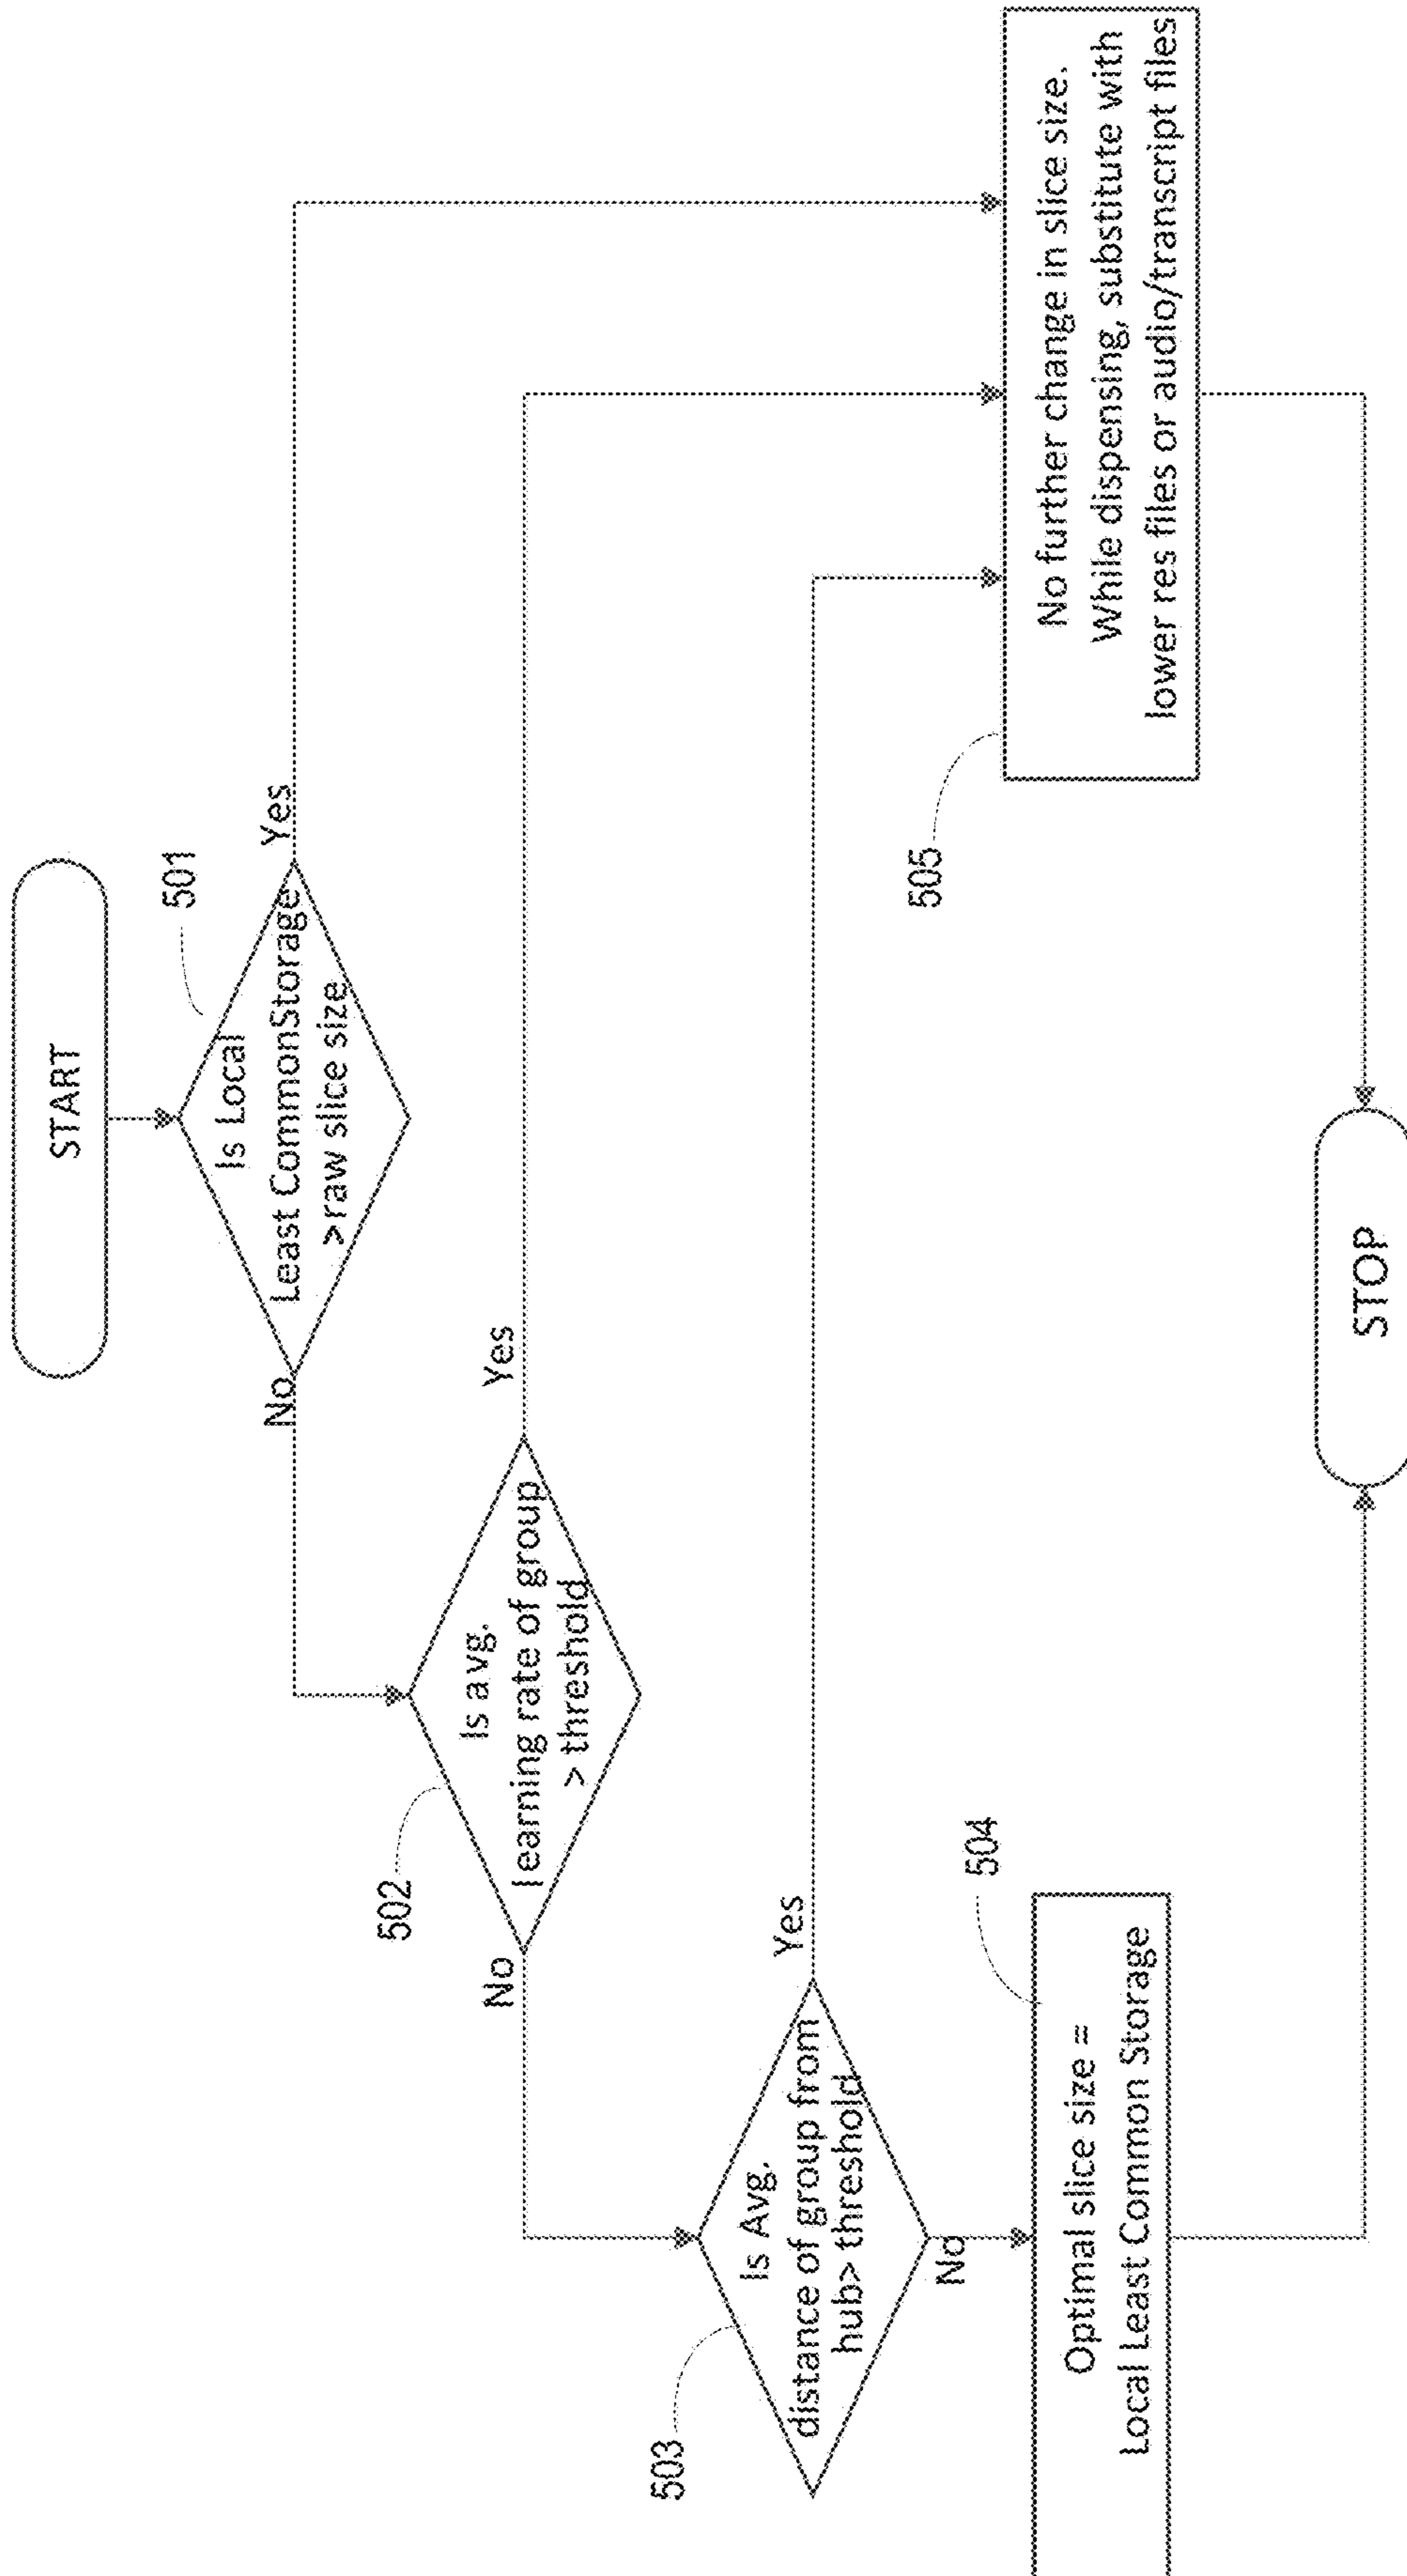 START
501
Is Local
Least CommonStorage
>raw slice size
Yes
No
502
Is avg.
learning rate of group
> threshold
Yes
No
503
Is Avg.
distance of group from
hub> threshold
Yes
No
504
Optimal slice size =
Local Least Common Storage
505
No further change in slice size.
While dispensing, substitute with
lower res files or audio/transcript files
STOP